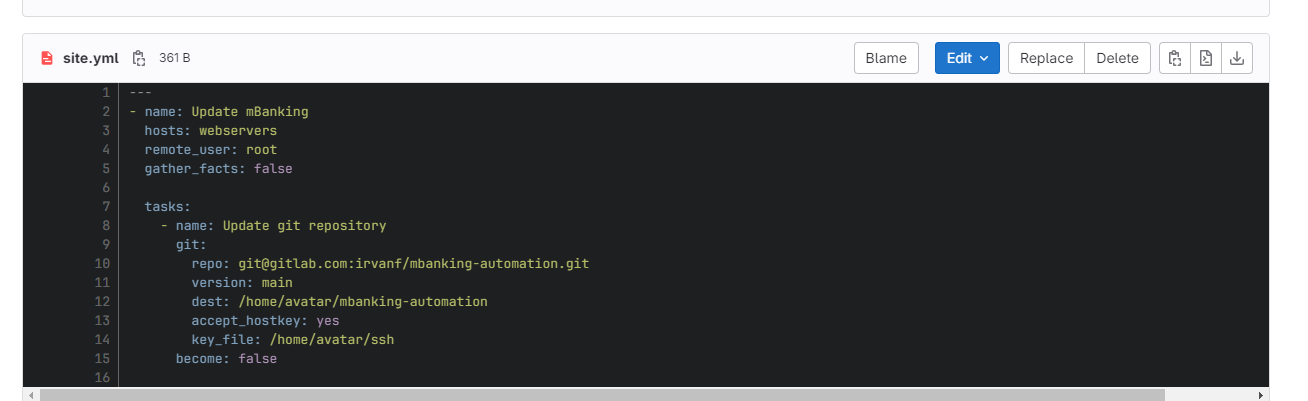 site.yml 361 B Blame Edit Replace Delete
1 ---
2 - name: Update mBanking
3   hosts: webservers
4   remote_user: root
5   gather_facts: false
6
7   tasks:
8     - name: Update git repository
9       git:
10         repo: git@gitlab.com:irvanf/mbanking-automation.git
11         version: main
12         dest: /home/avatar/mbanking-automation
13         accept_hostkey: yes
14         key_file: /home/avatar/ssh
15       become: false
16